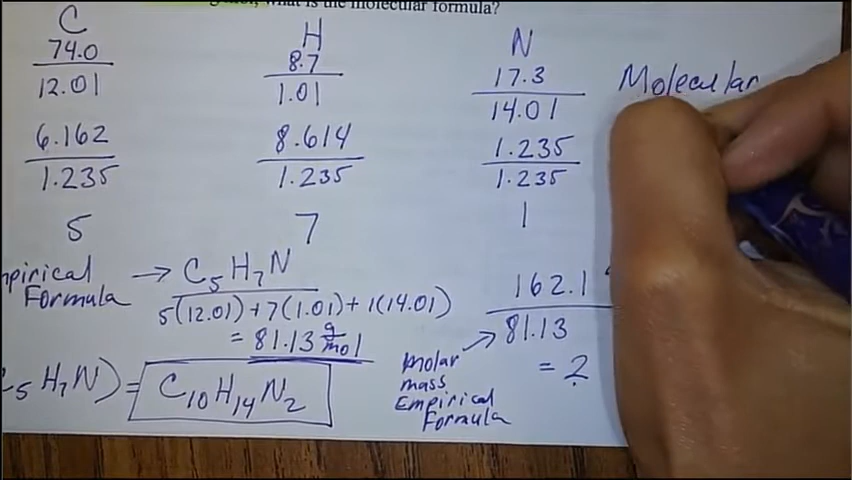 what is the molecular formula?
C H N
74.0 8.7 17.3 Molecular
12.01 1.01 14.01
6.162 8.614 1.235
1.235 1.235 1.235
5 7 1
mpirical Formula → C5H7N
5(12.01)+7(1.01)+1(14.01)
= 81.13 g/mol
162.1
81.13
= 2
Molar
mass
Empirical
Formula
C5H7N) = C10H14N2